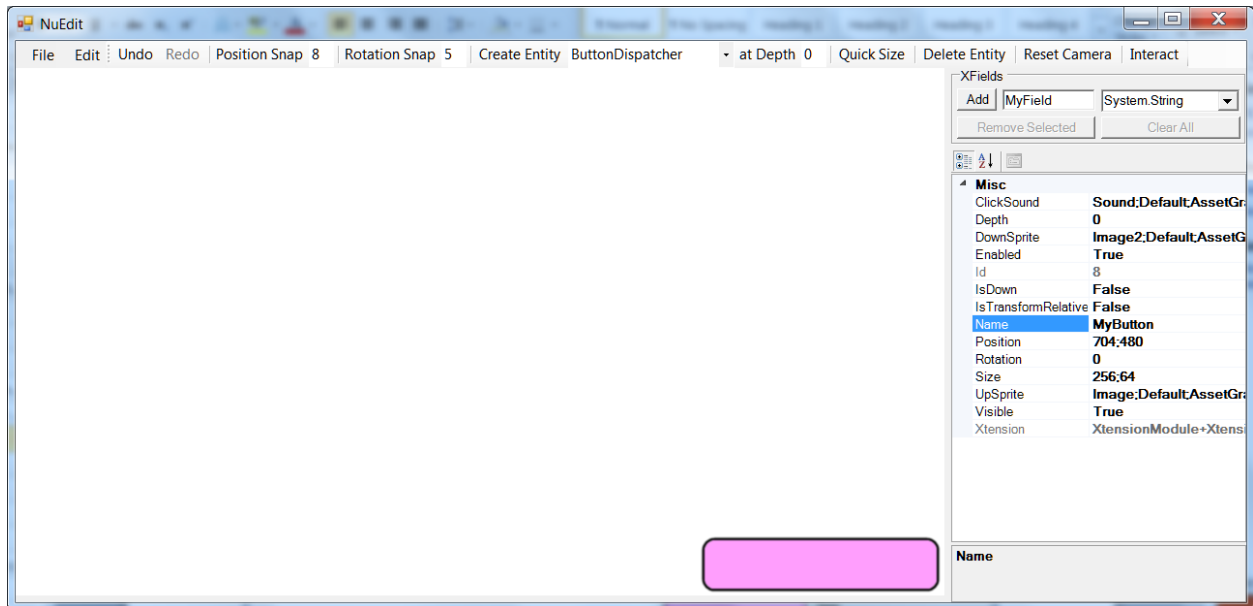 NuEdit
File Edit Undo Redo Position Snap 8 Rotation Snap 5 Create Entity ButtonDispatcher at Depth 0 Quick Size Delete Entity Reset Camera Interact
XFields
Add MyField System.String
Remove Selected Clear All
Misc
ClickSound Sound;Default;AssetGr
Depth 0
DownSprite Image2;Default;AssetG
Enabled True
Id 8
IsDown False
IsTransformRelative False
Name MyButton
Position 704;480
Rotation 0
Size 256;64
UpSprite Image;Default;AssetGr
Visible True
Xtension XtensionModule+Xtensi
Name